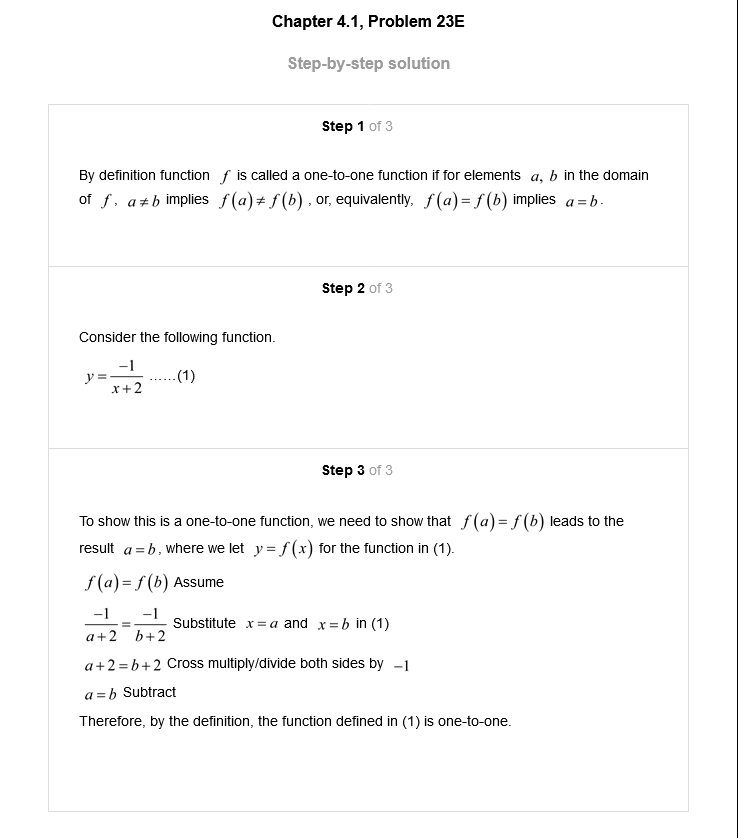 Chapter 4.1, Problem 23E
Step-by-step solution
Step 1 of 3
By definition function f is called a one-to-one function if for elements a, b in the domain
of f, a≠b implies f(a)≠f(b), or, equivalently, f(a)=f(b) implies a=b.
Step 2 of 3
Consider the following function.
y = -1/(x+2) ......(1)
Step 3 of 3
To show this is a one-to-one function, we need to show that f(a)=f(b) leads to the
result a=b, where we let y=f(x) for the function in (1).
f(a)=f(b) Assume
-1/(a+2) = -1/(b+2) Substitute x=a and x=b in (1)
a+2=b+2 Cross multiply/divide both sides by -1
a=b Subtract
Therefore, by the definition, the function defined in (1) is one-to-one.